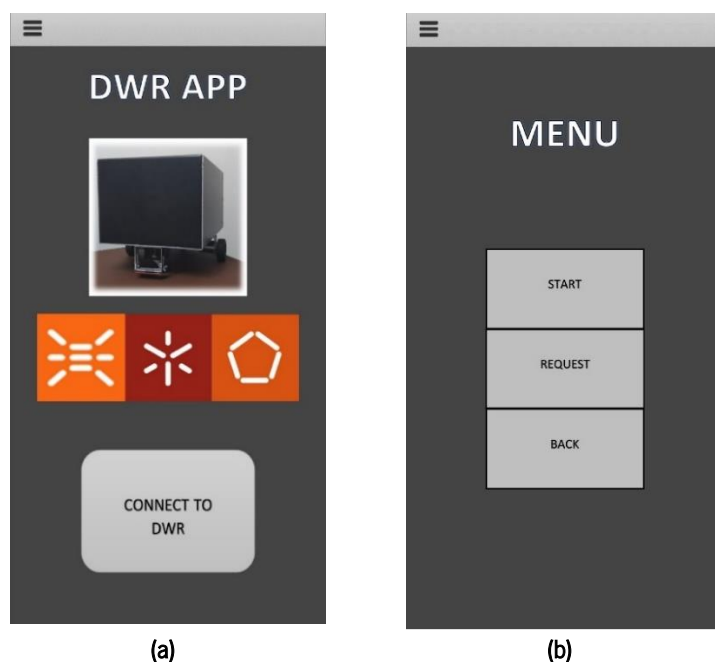 DWR APP
CONNECT TO
DWR
(a)
MENU
START
REQUEST
BACK
(b)